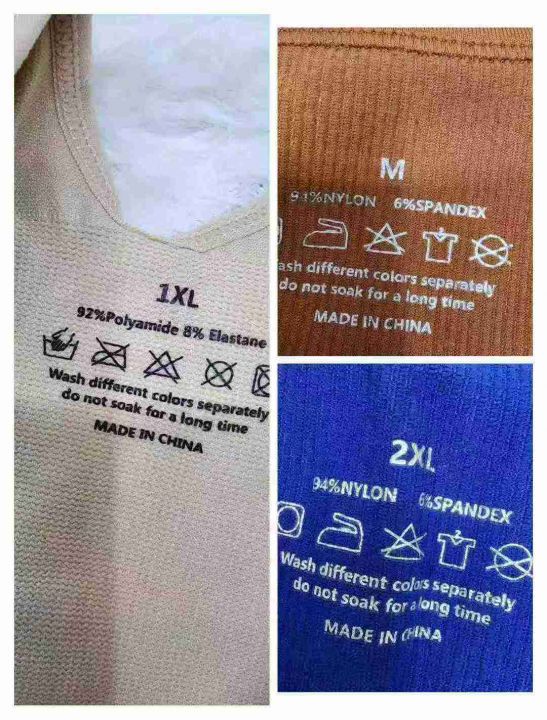 1XL
92%Polyamide 8% Elastane
Wash different colors separately
do not soak for a long time
MADE IN CHINA
M
94%NYLON 6%SPANDEX
ash different colors separately
do not soak for a long time
MADE IN CHINA
2XL
94%NYLON 6%SPANDEX
Wash different colors separately
do not soak for a long time
MADE IN CHINA